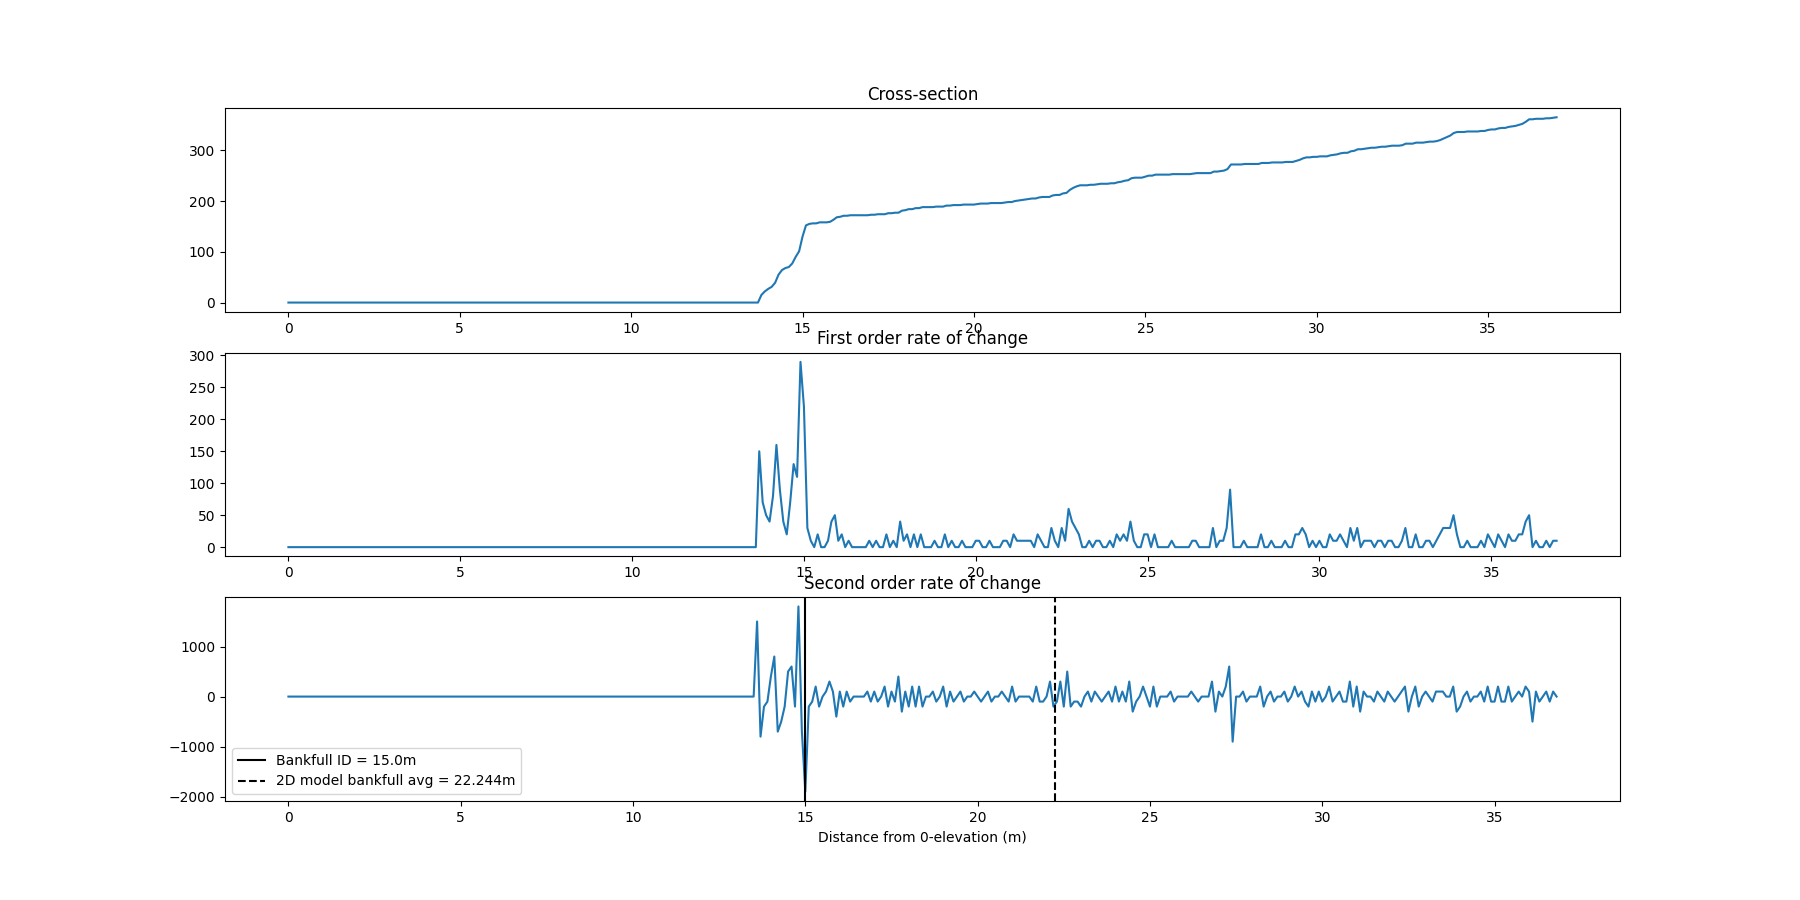 Cross-section
300
200
100
0
0 5 10 15 20 25 30 35
First order rate of change
300
250
200
150
100
50
0
0 5 10 15 20 25 30 35
Second order rate of change
1000
0
−1000
−2000
Bankfull ID = 15.0m
2D model bankfull avg = 22.244m
0 5 10 15 20 25 30 35
Distance from 0-elevation (m)